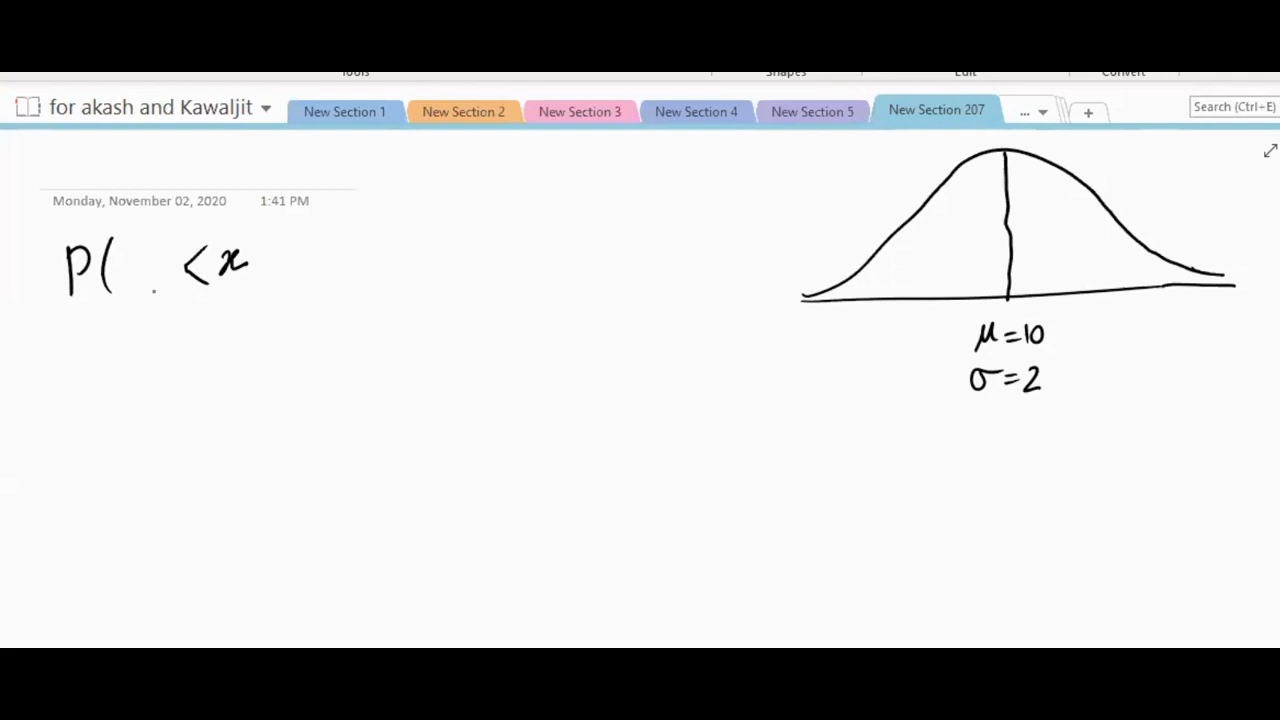 for akash and Kawaljit
New Section 1
New Section 2
New Section 3
New Section 4
New Section 5
New Section 207
...
+
Search (Ctrl+E)
Monday, November 02, 2020 1:41 PM
P( <x
μ=10
σ=2